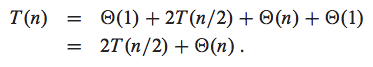 T(n) = Θ(1) + 2T(n/2) + Θ(n) + Θ(1)
= 2T(n/2) + Θ(n) .